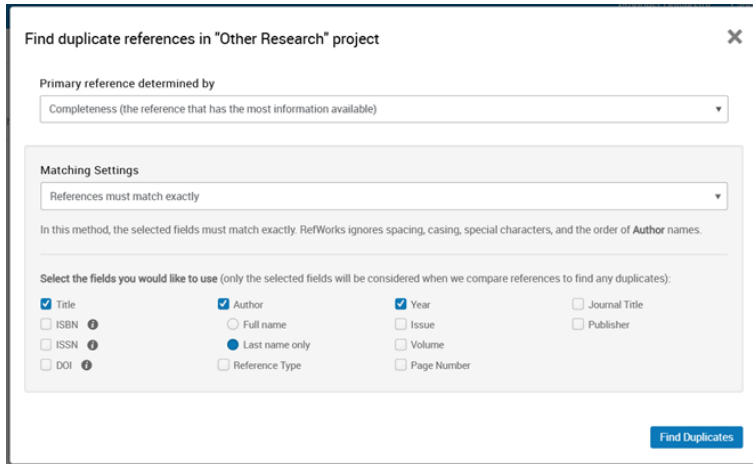 Find duplicate references in "Other Research" project
Primary reference determined by
Completeness (the reference that has the most information available)
Matching Settings
References must match exactly
In this method, the selected fields must match exactly. RefWorks ignores spacing, casing, special characters, and the order of Author names.
Select the fields you would like to use (only the selected fields will be considered when we compare references to find any duplicates):
Title Author Year Journal Title
ISBN Full name Issue Publisher
ISSN Last name only Volume
DOI Reference Type Page Number
Find Duplicates